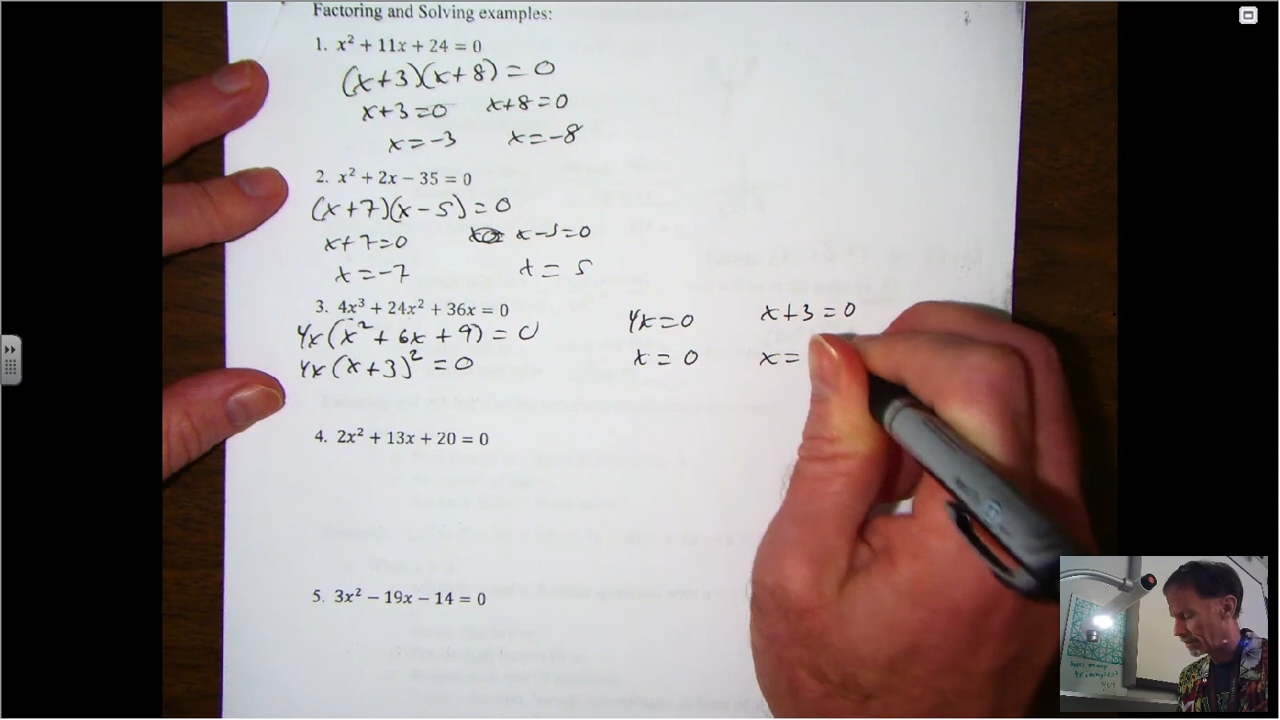 Factoring and Solving examples:
1. x² + 11x + 24 = 0
(x+3)(x+8) = 0
x+3=0 x+8=0
x=-3 x=-8
2. x² + 2x − 35 = 0
(x+7)(x-5) = 0
x+7=0 x-5=0
x=-7 x=5
3. 4x³ + 24x² + 36x = 0
4x(x² + 6x + 9) = 0
4x(x+3)² = 0
4x=0 x+3=0
x=0 x=
4. 2x² + 13x + 20 = 0
5. 3x² − 19x − 14 = 0